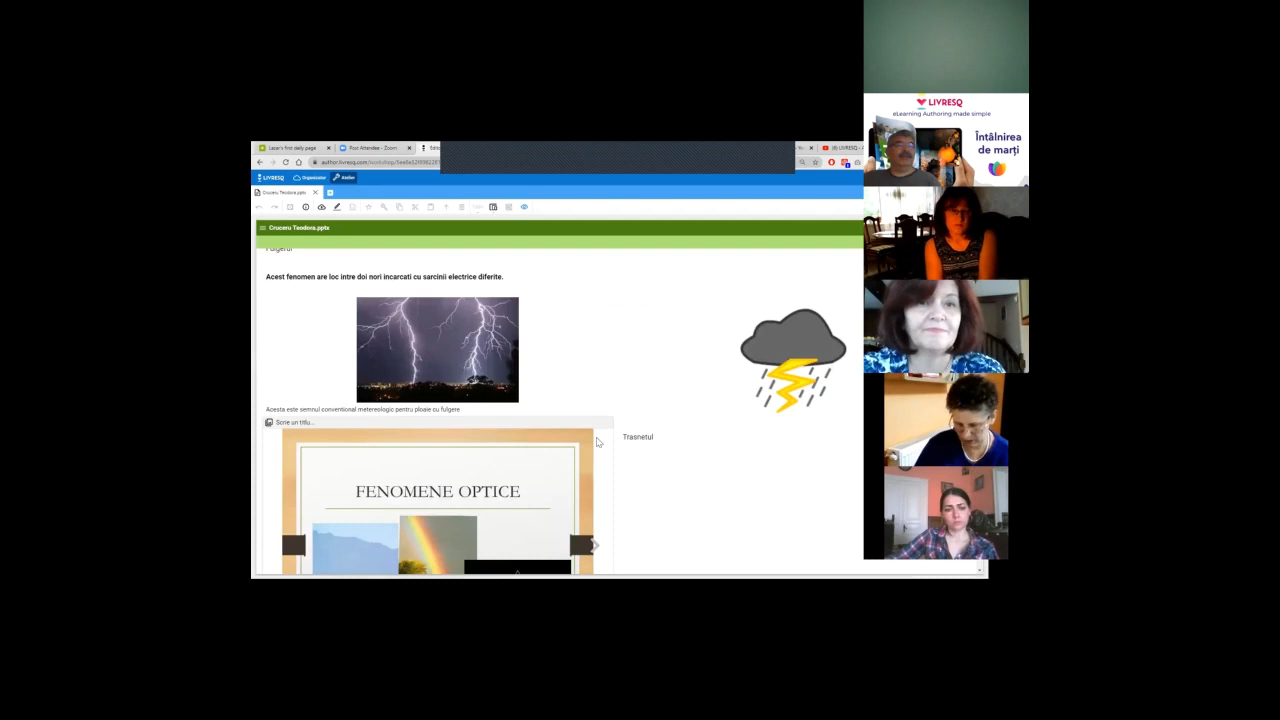 Lazar's first daily page
Post Attendee - Zoom
LIVRESQ
Organizator
Atelier
Cruceru Teodora.pptx
Cruceru Teodora.pptx
Fulgerul
Acest fenomen are loc intre doi nori incarcati cu sarcinii electrice diferite.
Acesta este semnul conventional metereologic pentru ploaie cu fulgere
Scrie un titlu...
Trasnetul
FENOMENE OPTICE
LIVRESQ
eLearning Authoring made simple
Întâlnirea
de marți